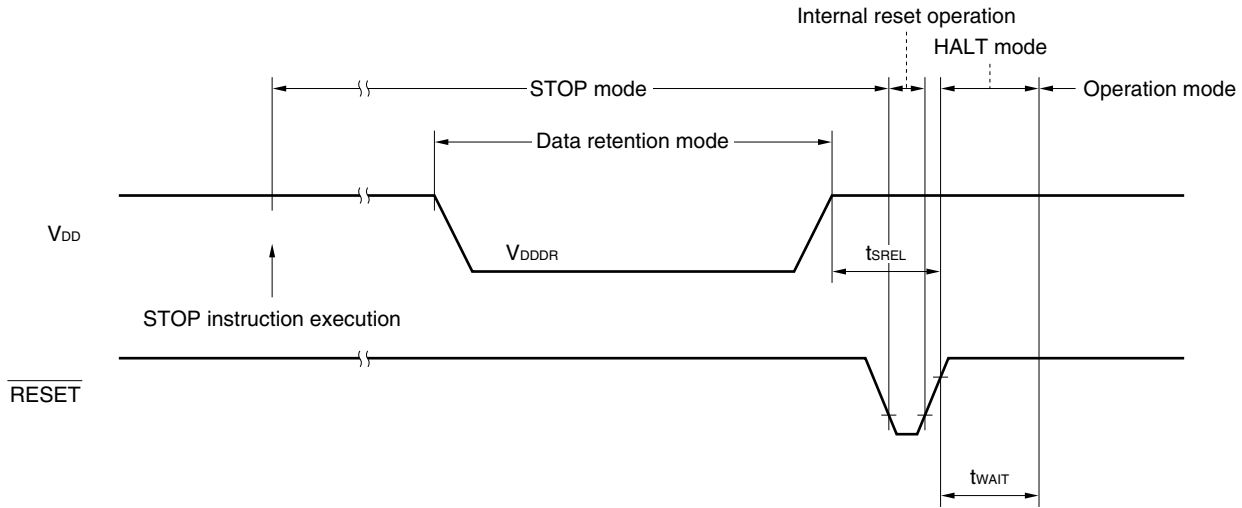 Internal reset operation
HALT mode
STOP mode
Operation mode
Data retention mode
VDD
VDDDR
tSREL
STOP instruction execution
RESET
tWAIT